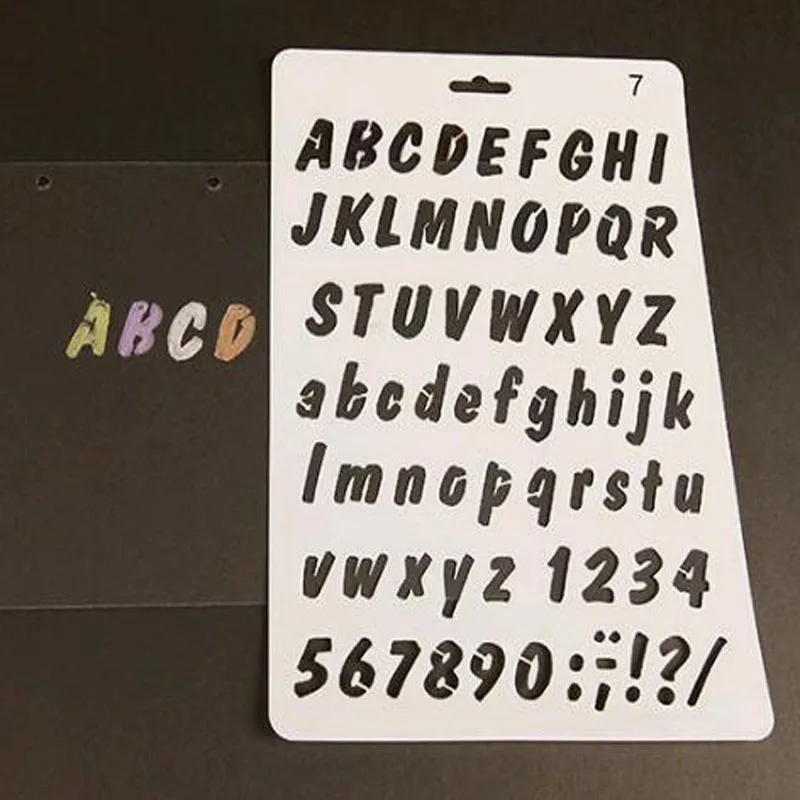 7
ABCDEFGHI
JKLMNOPQR
STUVWXYZ
ABCD
abcdefghijk
lmnopqrstu
vwxyz 1234
567890:;¨-!?/